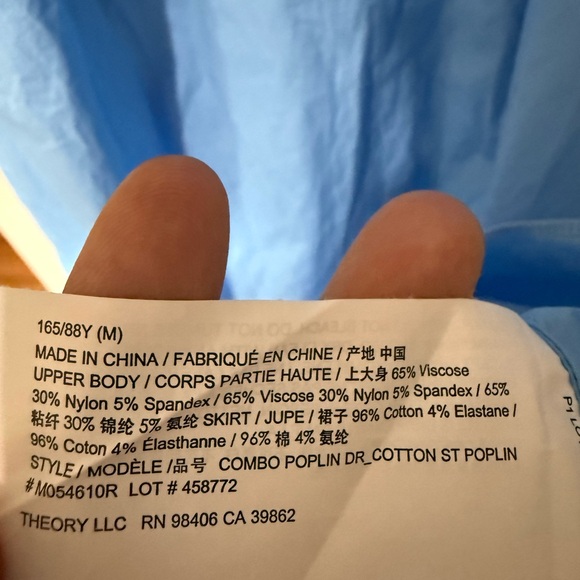 165/88Y (M)
MADE IN CHINA / FABRIQUÉ EN CHINE / 产地 中国
UPPER BODY / CORPS PARTIE HAUTE / 上大身 65% Viscose
30% Nylon 5% Spandex / 65% Viscose 30% Nylon 5% Spandex / 65%
粘纤 30% 锦纶 5% 氨纶 SKIRT / JUPE / 裙子 96% Cotton 4% Elastane /
96% Coton 4% Élasthanne / 96% 棉 4% 氨纶
STYLE / MODÈLE /品号 COMBO POPLIN DR_COTTON ST POPLIN
#M054610R LOT # 458772
THEORY LLC RN 98406 CA 39862